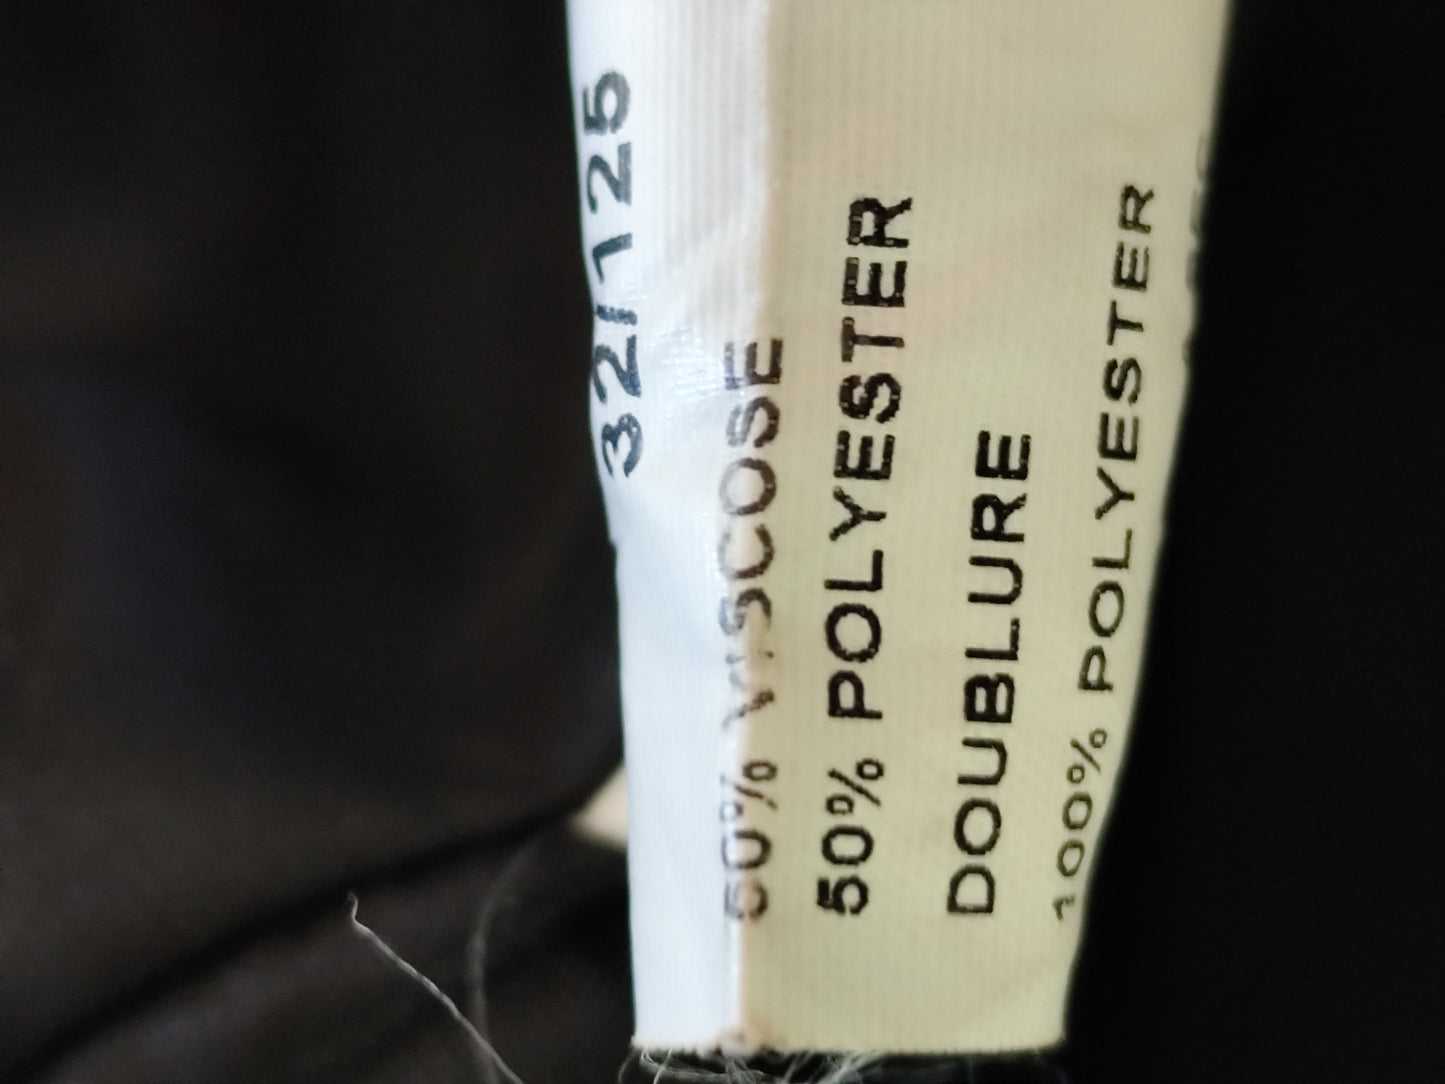 32/125
50% VISCOSE
50% POLYESTER
DOUBLURE
100% POLYESTER